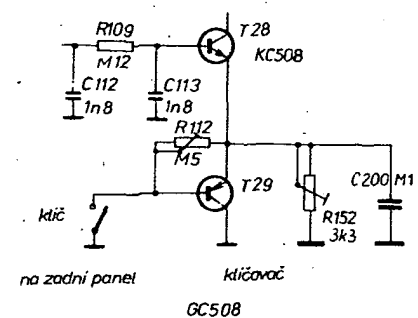 R109
M12
T28
KC508
C112
1n8
C113
1n8
R112
M5
T29
C200 M1
R152
3k3
klíč
na zadní panel
klíčovač
GC508